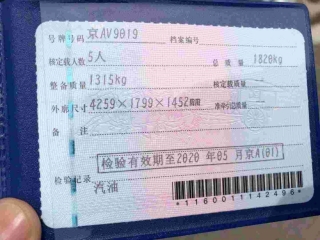 号牌号码 京AV9019 档案编号
核定载人数 5人 总质量 1820kg
整备质量 1315kg 核定载质量
外廓尺寸 4259×1799×1452mm 准牵引总质量
备注
检验有效期至2020年05月京A(01)
检验记录
汽油
*1160011142496*